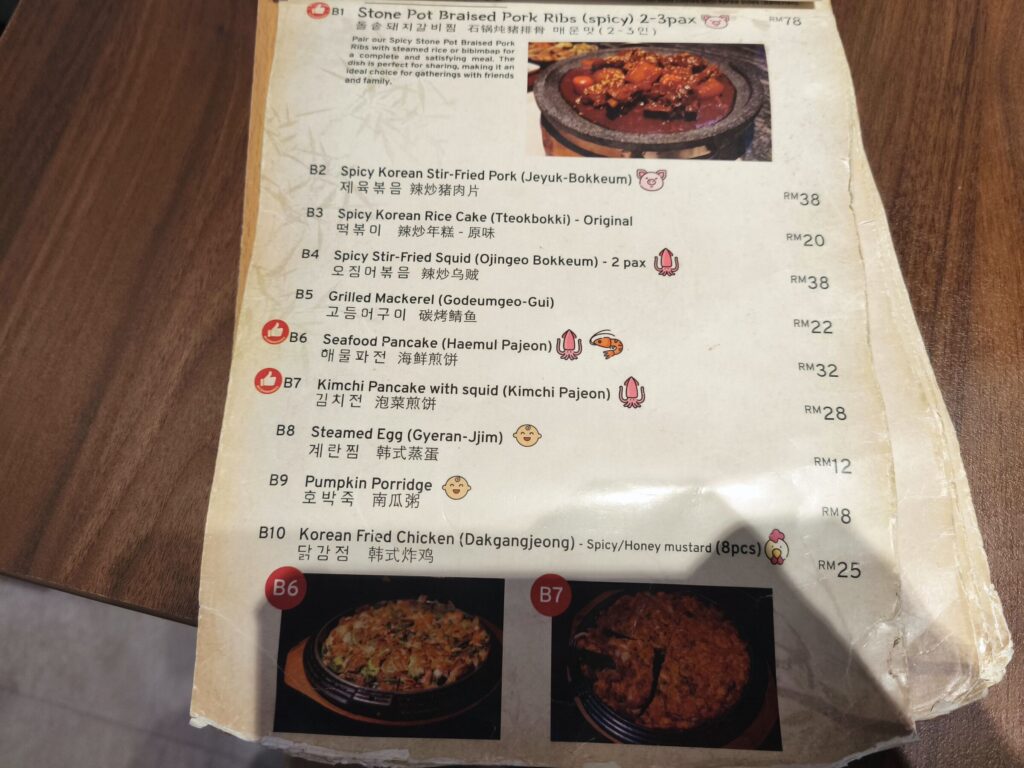 B1 Stone Pot Braised Pork Ribs (spicy) 2-3pax RM78
돌솥돼지갈비찜 石锅炖猪排骨 매운맛(2-3인)
Pair our Spicy Stone Pot Braised Pork
Ribs with steamed rice or bibimbap for
a complete and satisfying meal. The
dish is perfect for sharing, making it an
ideal choice for gatherings with friends
and family.
B2 Spicy Korean Stir-Fried Pork (Jeyuk-Bokkeum) RM38
제육볶음 辣炒猪肉片
B3 Spicy Korean Rice Cake (Tteokbokki) - Original RM20
떡볶이 辣炒年糕 - 原味
B4 Spicy Stir-Fried Squid (Ojingeo Bokkeum) - 2 pax RM38
오징어볶음 辣炒乌贼
B5 Grilled Mackerel (Godeumgeo-Gui) RM22
고등어구이 碳烤鲭鱼
B6 Seafood Pancake (Haemul Pajeon) RM32
해물파전 海鲜煎饼
B7 Kimchi Pancake with squid (Kimchi Pajeon) RM28
김치전 泡菜煎饼
B8 Steamed Egg (Gyeran-Jjim) RM12
계란찜 韩式蒸蛋
B9 Pumpkin Porridge RM8
호박죽 南瓜粥
B10 Korean Fried Chicken (Dakgangjeong) - Spicy/Honey mustard (8pcs) RM25
닭강점 韩式炸鸡
B6
B7